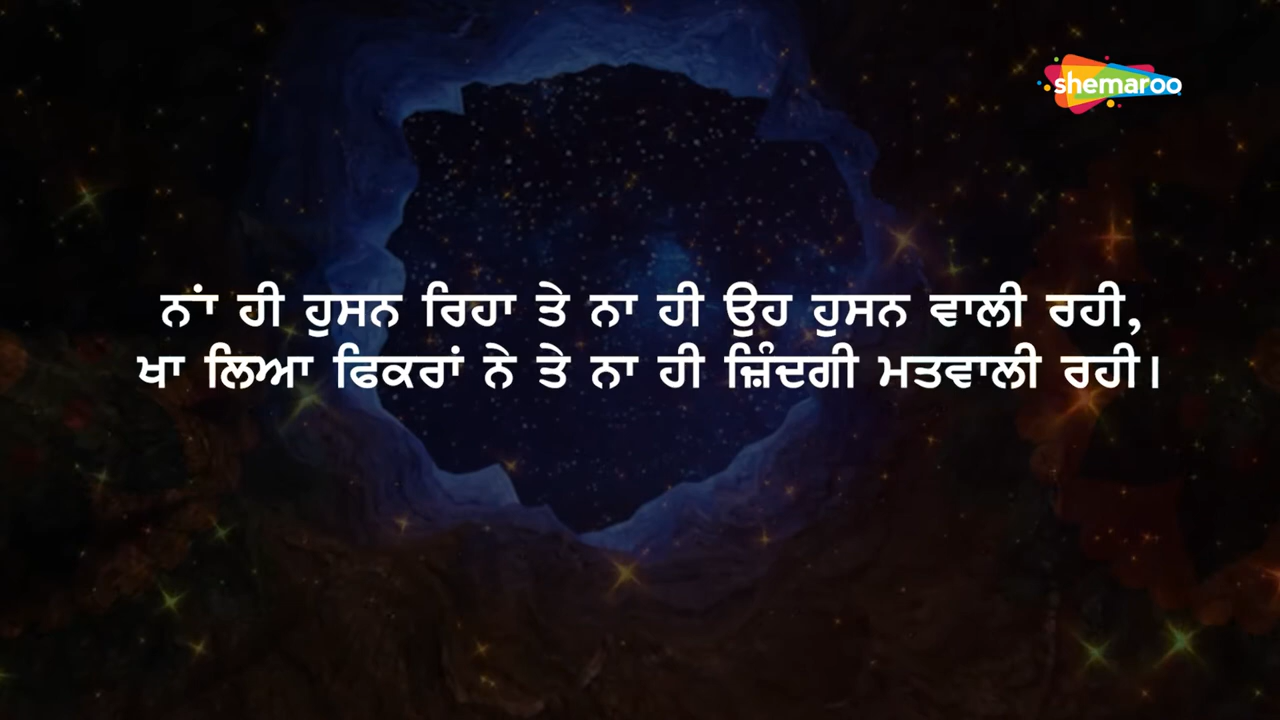 shemaroo
ਨਾਂ ਹੀ ਹੁਸਨ ਰਿਹਾ ਤੇ ਨਾ ਹੀ ਉਹ ਹੁਸਨ ਵਾਲੀ ਰਹੀ,
ਖਾ ਲਿਆ ਫਿਕਰਾਂ ਨੇ ਤੇ ਨਾ ਹੀ ਜ਼ਿੰਦਗੀ ਮਤਵਾਲੀ ਰਹੀ।